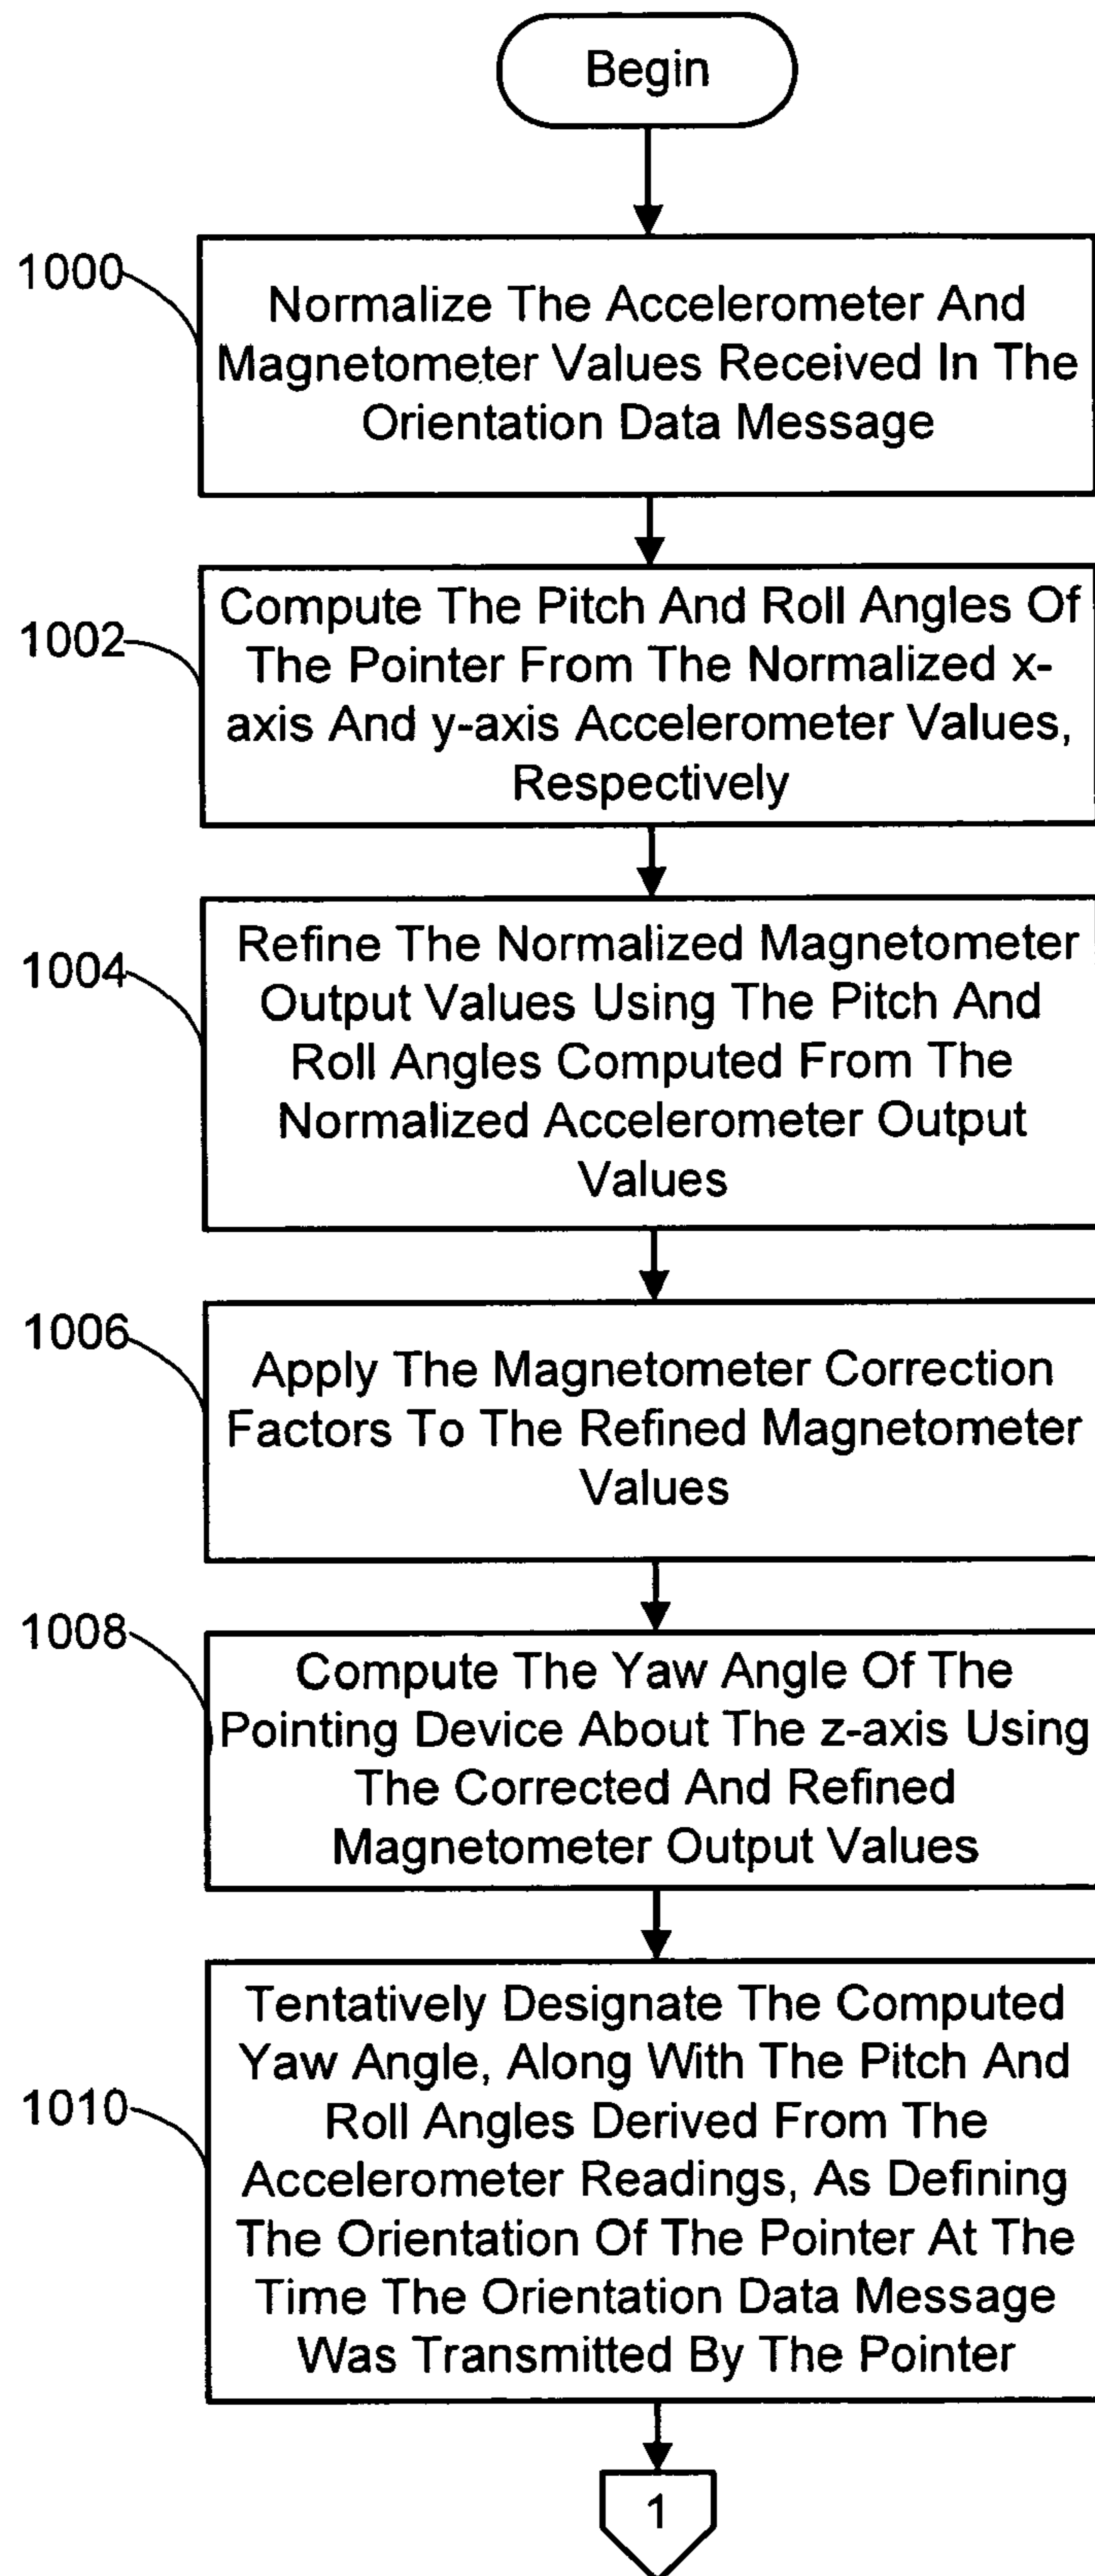 Begin
1000
Normalize The Accelerometer And
Magnetometer Values Received In The
Orientation Data Message
1002
Compute The Pitch And Roll Angles Of
The Pointer From The Normalized x-
axis And y-axis Accelerometer Values,
Respectively
1004
Refine The Normalized Magnetometer
Output Values Using The Pitch And
Roll Angles Computed From The
Normalized Accelerometer Output
Values
1006
Apply The Magnetometer Correction
Factors To The Refined Magnetometer
Values
1008
Compute The Yaw Angle Of The
Pointing Device About The z-axis Using
The Corrected And Refined
Magnetometer Output Values
1010
Tentatively Designate The Computed
Yaw Angle, Along With The Pitch And
Roll Angles Derived From The
Accelerometer Readings, As Defining
The Orientation Of The Pointer At The
Time The Orientation Data Message
Was Transmitted By The Pointer
1